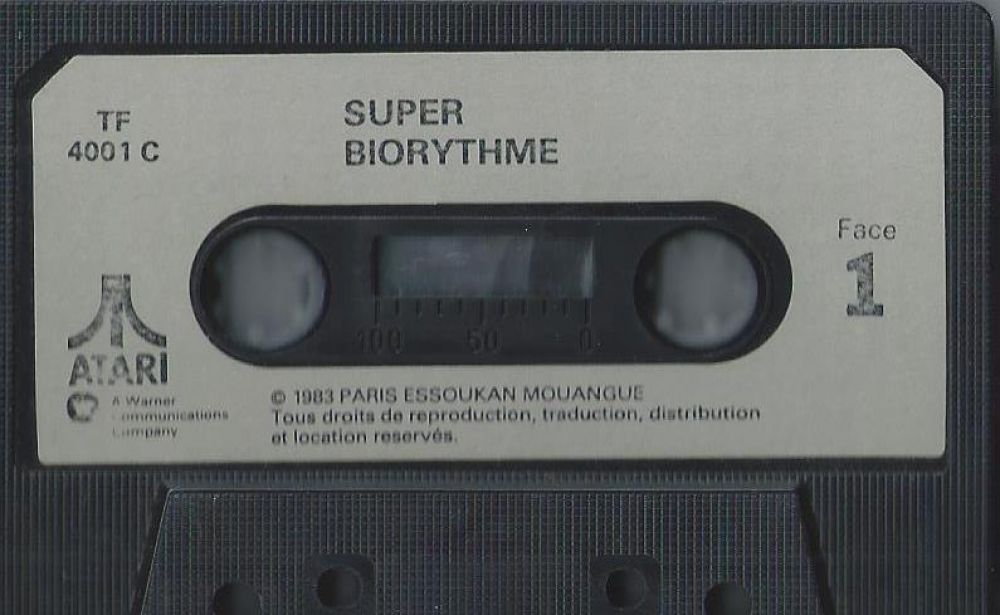 TF
4001 C
SUPER
BIORYTHME
Face
1
100 50 0
ATARI
A Warner
Communications
Company
© 1983 PARIS ESSOUKAN MOUANGUE
Tous droits de reproduction, traduction, distribution
et location reservés.